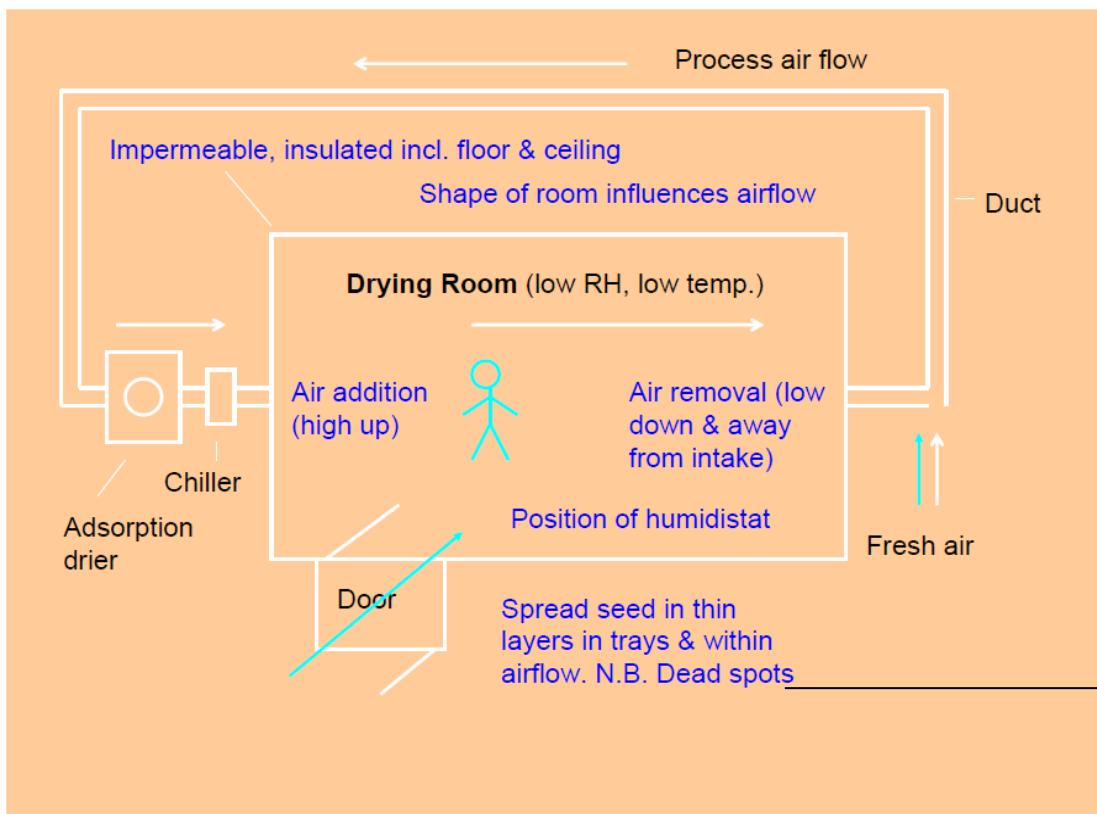 Process air flow
Impermeable, insulated incl. floor & ceiling
Shape of room influences airflow
Duct
Drying Room (low RH, low temp.)
Air addition
(high up)
Air removal (low
down & away
from intake)
Chiller
Adsorption
drier
Position of humidistat
Fresh air
Door
Spread seed in thin
layers in trays & within
airflow. N.B. Dead spots